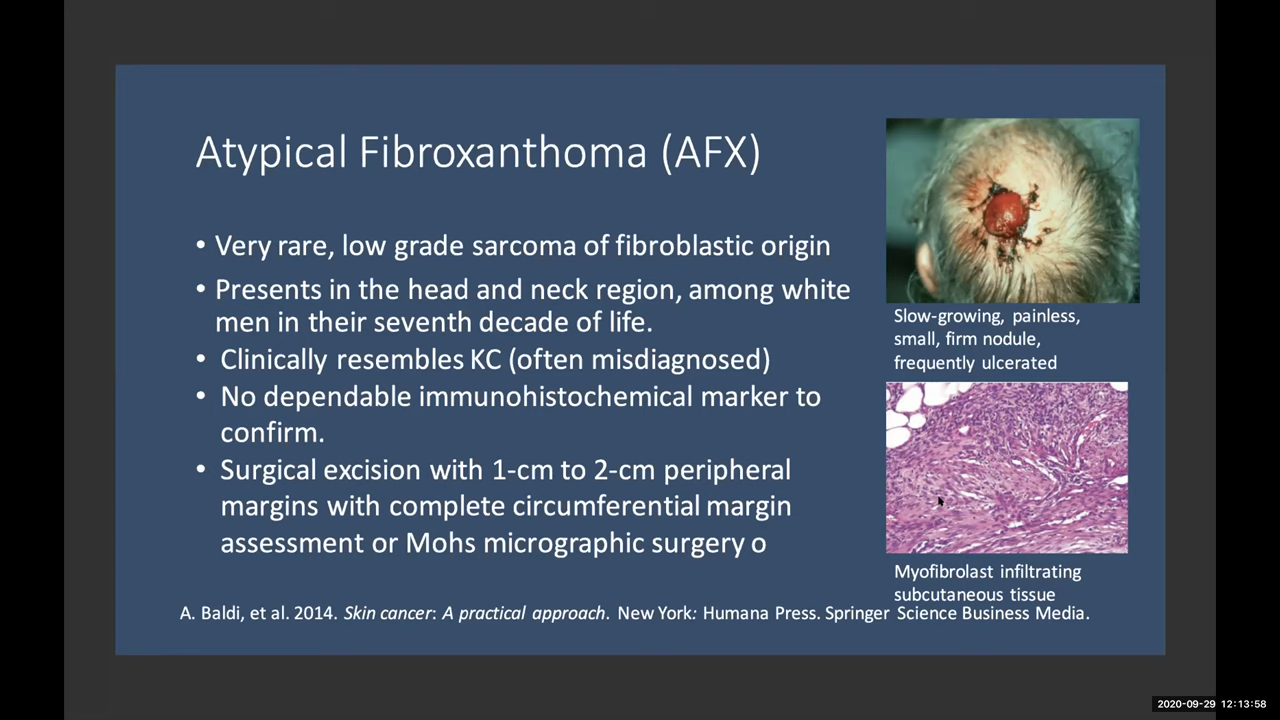 Atypical Fibroxanthoma (AFX)
• Very rare, low grade sarcoma of fibroblastic origin
• Presents in the head and neck region, among white
men in their seventh decade of life.
• Clinically resembles KC (often misdiagnosed)
• No dependable immunohistochemical marker to
confirm.
• Surgical excision with 1-cm to 2-cm peripheral
margins with complete circumferential margin
assessment or Mohs micrographic surgery o
Slow-growing, painless,
small, firm nodule,
frequently ulcerated
Myofibrolast infiltrating
subcutaneous tissue
A. Baldi, et al. 2014. Skin cancer: A practical approach. New York: Humana Press. Springer Science Business Media.
2020-09-29 12:13:58